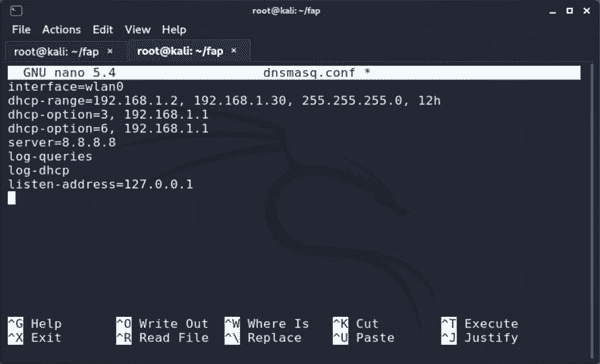 root@kali: ~/fap
File Actions Edit View Help
root@kali: ~/fap × root@kali: ~/fap ×
GNU nano 5.4 dnsmasq.conf *
interface=wlan0
dhcp-range=192.168.1.2, 192.168.1.30, 255.255.255.0, 12h
dhcp-option=3, 192.168.1.1
dhcp-option=6, 192.168.1.1
server=8.8.8.8
log-queries
log-dhcp
listen-address=127.0.0.1
^G Help ^O Write Out ^W Where Is ^K Cut ^T Execute
^X Exit ^R Read File ^\ Replace ^U Paste ^J Justify